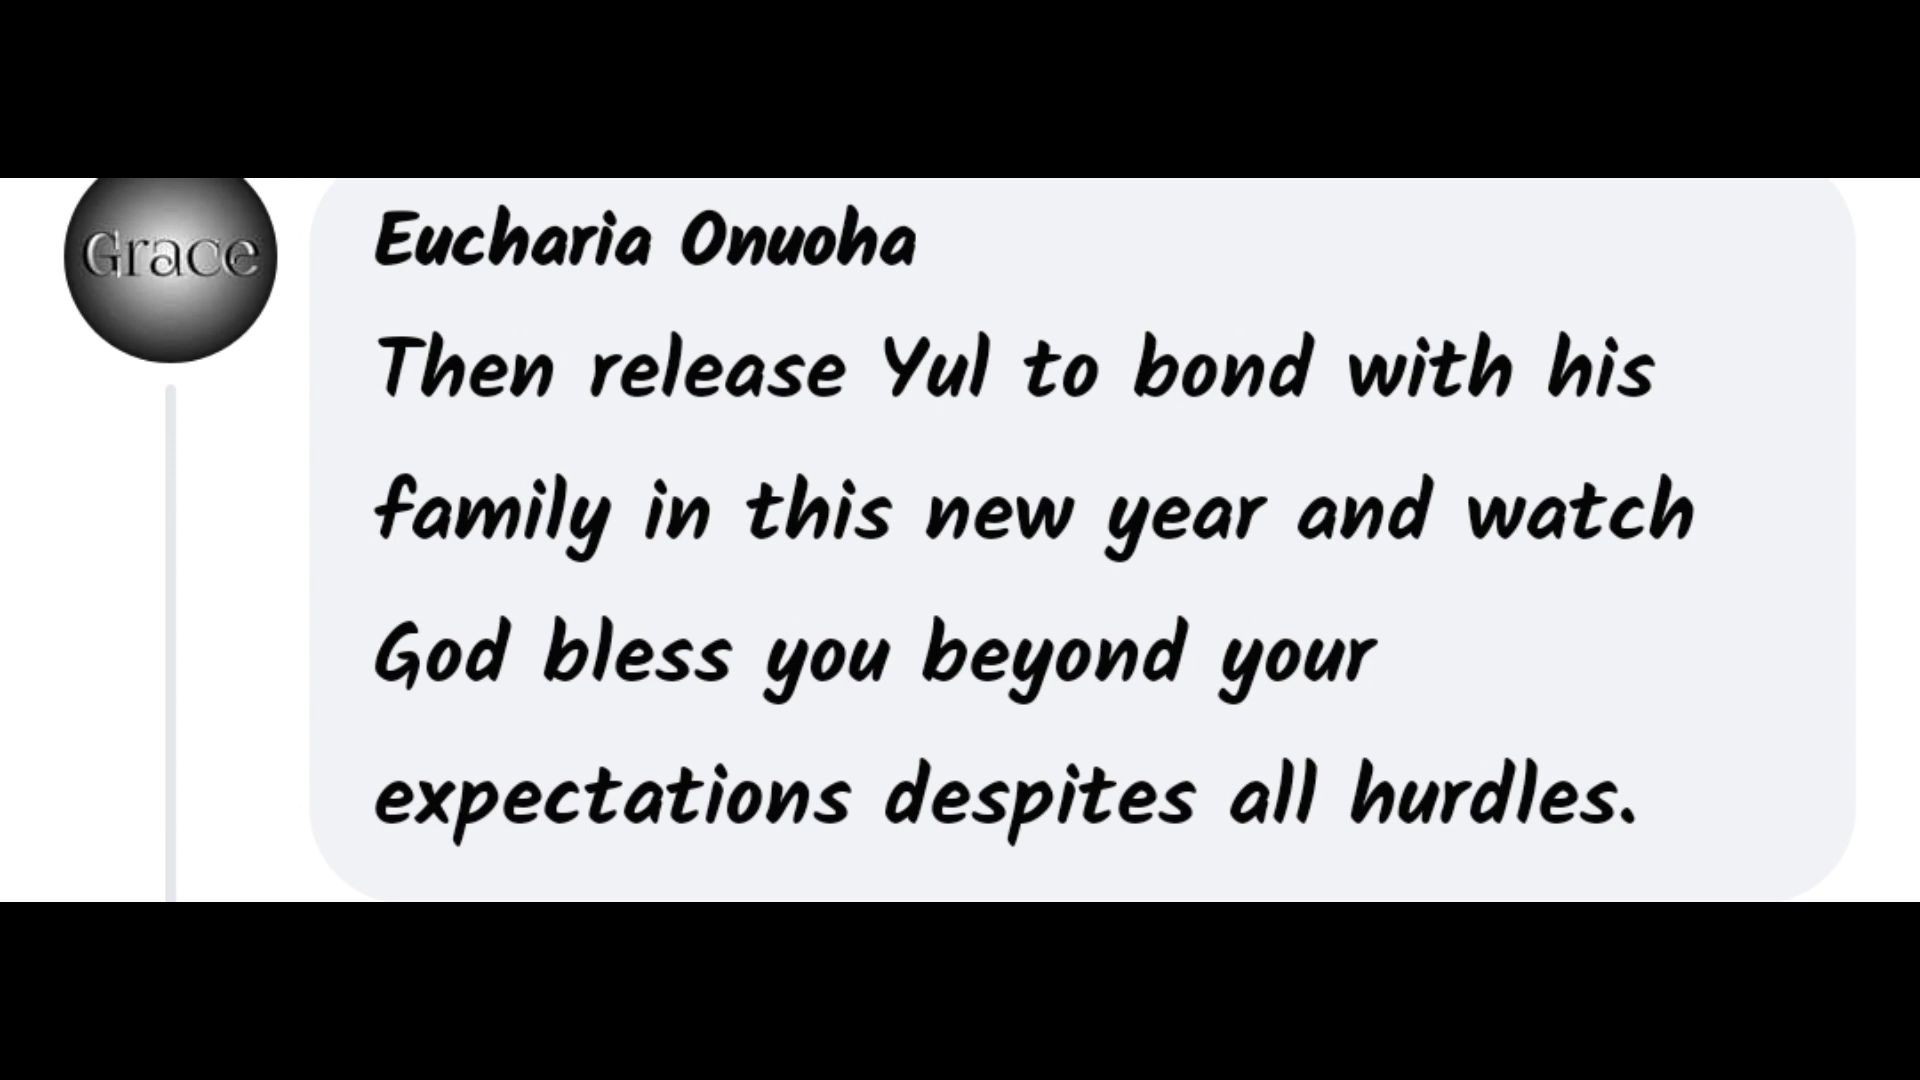 Grace
Eucharia Onuoha
Then release Yul to bond with his
family in this new year and watch
God bless you beyond your
expectations despites all hurdles.